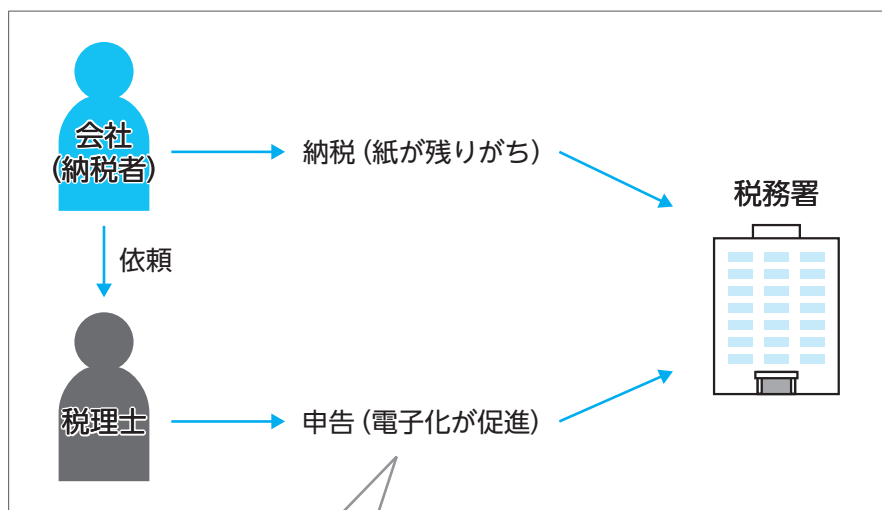 会社
(納税者)
納税(紙が残りがち)
税務署
依頼
税理士
申告(電子化が促進)